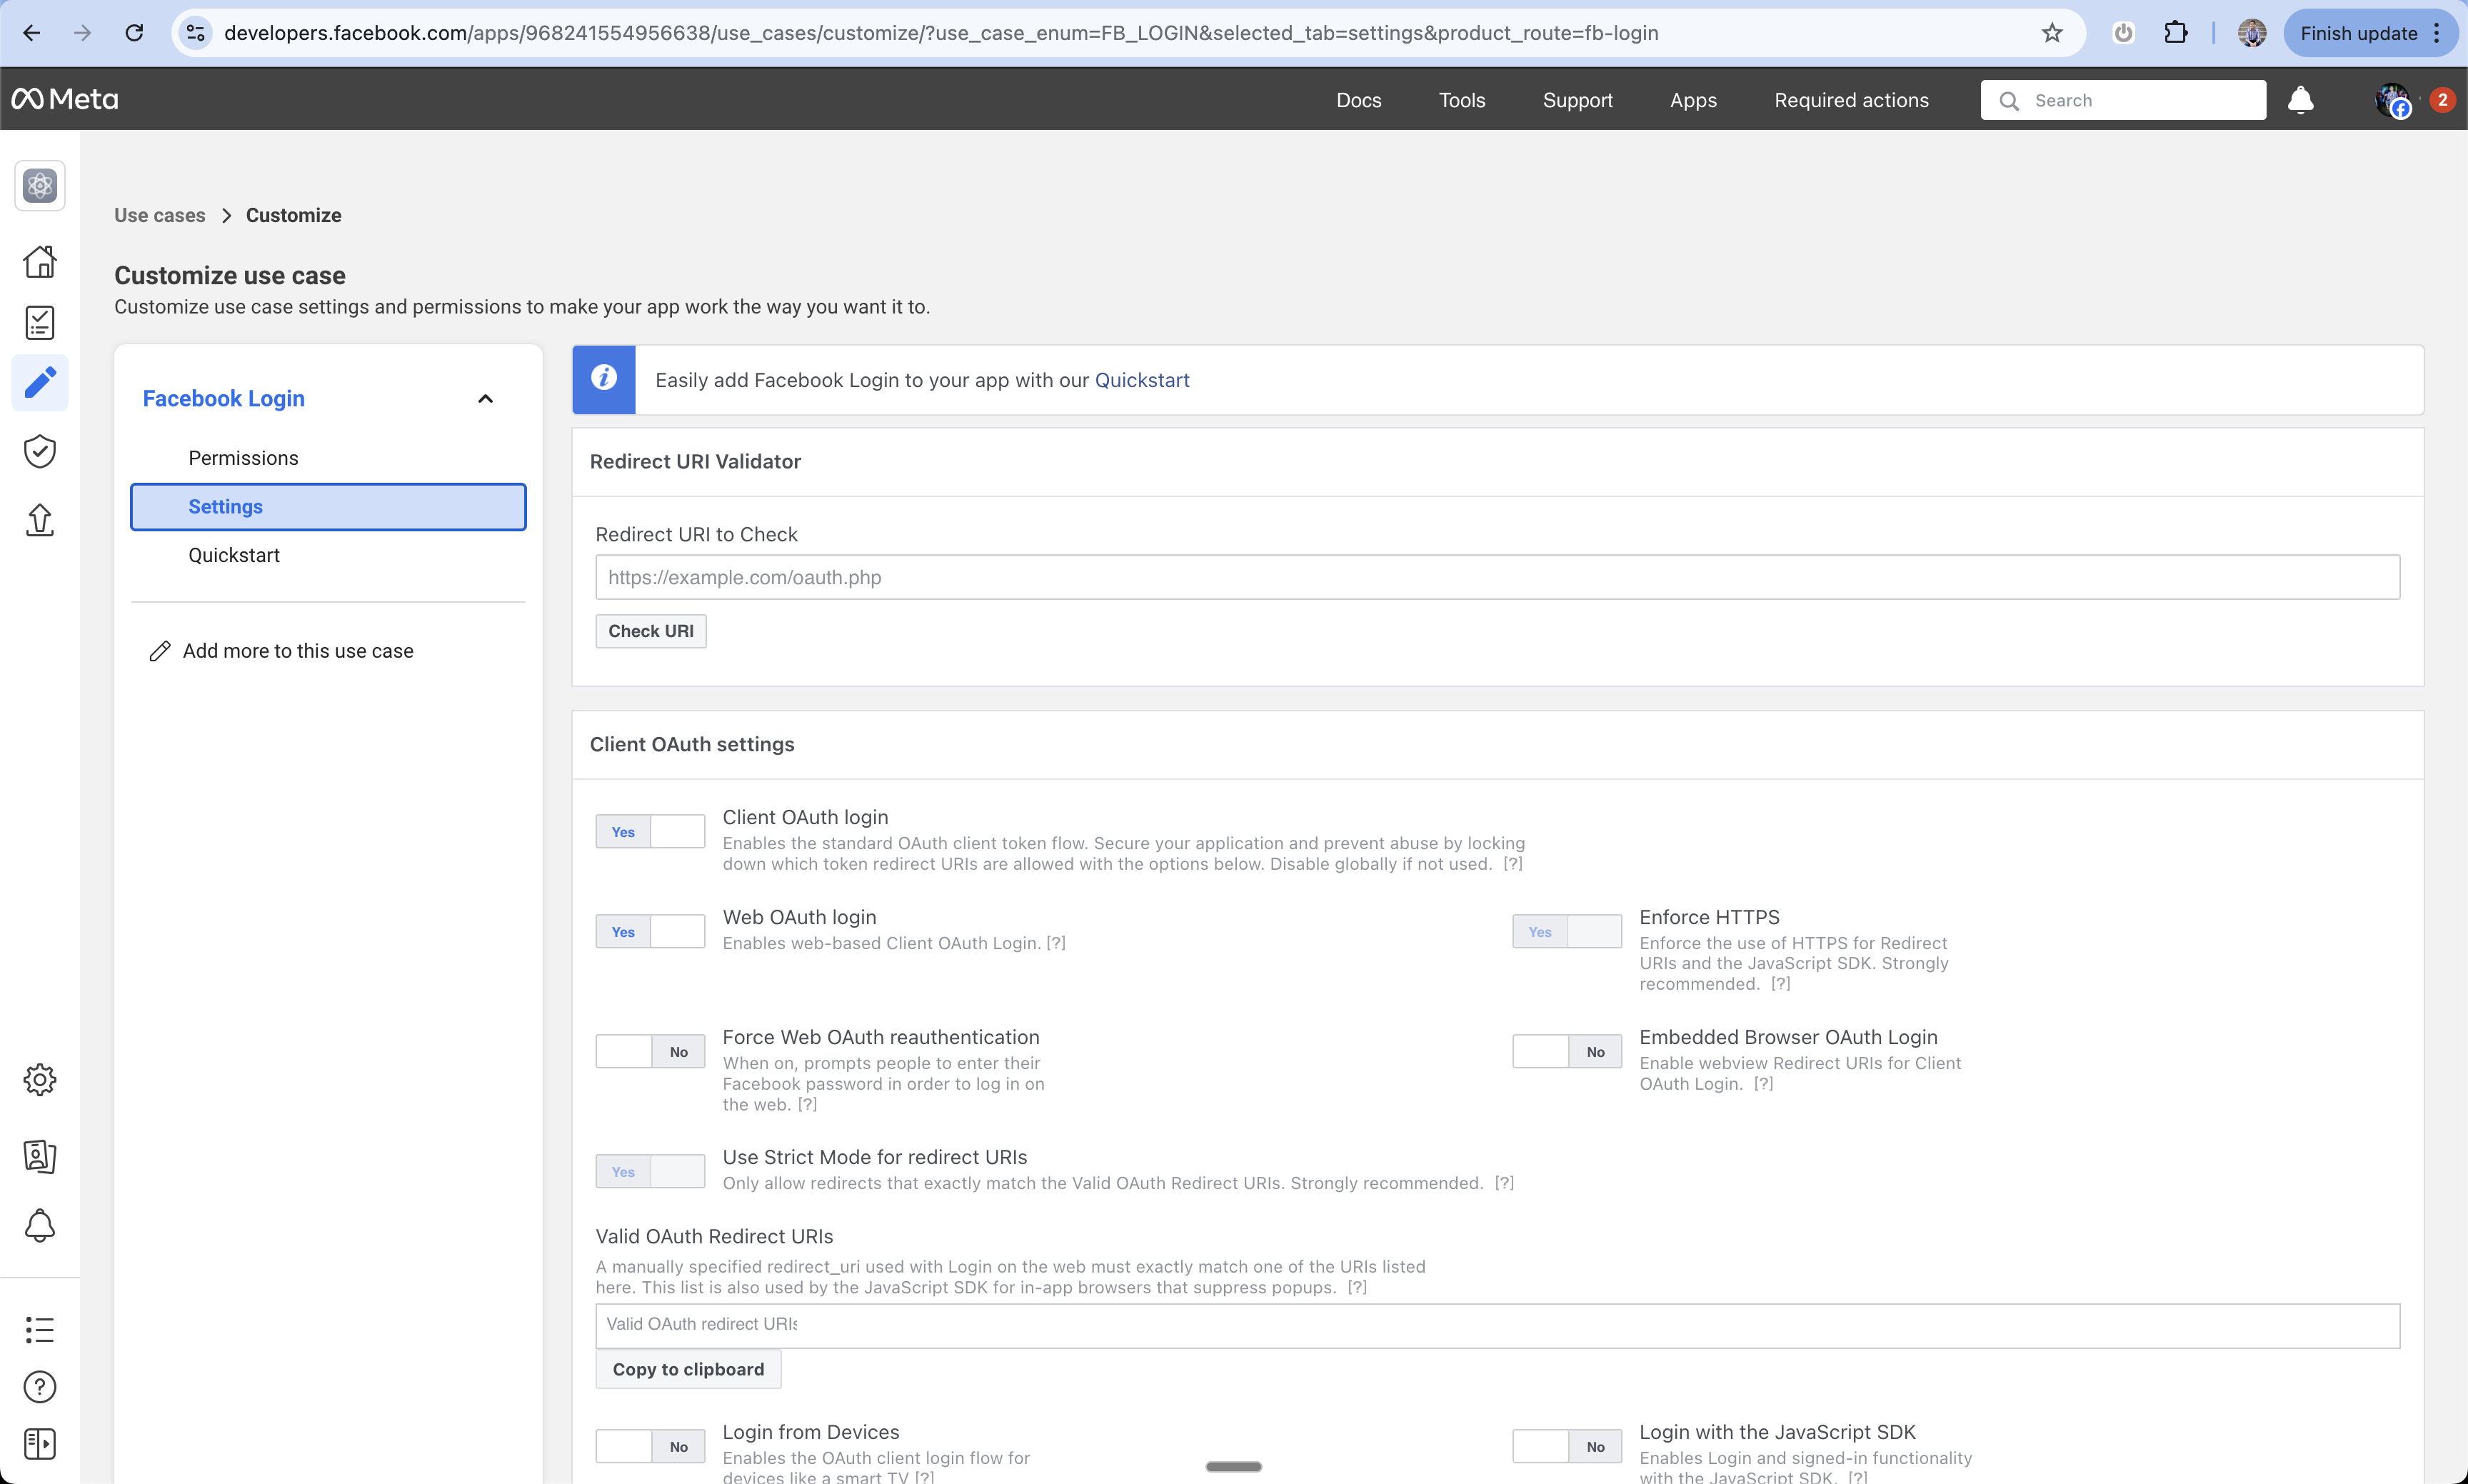 developers.facebook.com/apps/968241554956638/use_cases/customize/?use_case_enum=FB_LOGIN&selected_tab=settings&product_route=fb-login
Finish update
Meta
Docs
Tools
Support
Apps
Required actions
Search
2
Use cases > Customize
Customize use case
Customize use case settings and permissions to make your app work the way you want it to.
Facebook Login
Permissions
Settings
Quickstart
Add more to this use case
Easily add Facebook Login to your app with our Quickstart
Redirect URI Validator
Redirect URI to Check
https://example.com/oauth.php
Check URI
Client OAuth settings
Yes
Client OAuth login
Enables the standard OAuth client token flow. Secure your application and prevent abuse by locking
down which token redirect URIs are allowed with the options below. Disable globally if not used. [?]
Yes
Web OAuth login
Enables web-based Client OAuth Login. [?]
Yes
Enforce HTTPS
Enforce the use of HTTPS for Redirect
URIs and the JavaScript SDK. Strongly
recommended. [?]
No
Force Web OAuth reauthentication
When on, prompts people to enter their
Facebook password in order to log in on
the web. [?]
No
Embedded Browser OAuth Login
Enable webview Redirect URIs for Client
OAuth Login. [?]
Yes
Use Strict Mode for redirect URIs
Only allow redirects that exactly match the Valid OAuth Redirect URIs. Strongly recommended. [?]
Valid OAuth Redirect URIs
A manually specified redirect_uri used with Login on the web must exactly match one of the URIs listed
here. This list is also used by the JavaScript SDK for in-app browsers that suppress popups. [?]
Valid OAuth redirect URIs
Copy to clipboard
No
Login from Devices
Enables the OAuth client login flow for
devices like a smart TV [?]
No
Login with the JavaScript SDK
Enables Login and signed-in functionality
with the JavaScript SDK. [?]